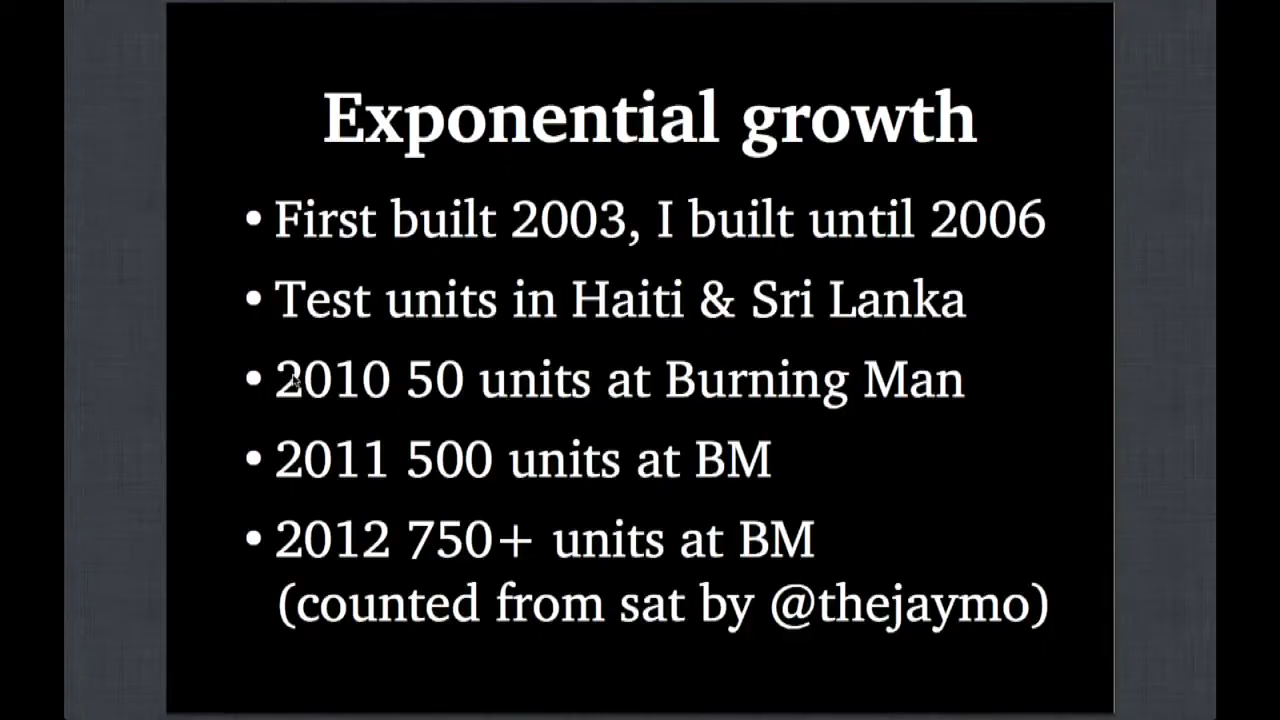 Exponential growth
• First built 2003, I built until 2006
• Test units in Haiti & Sri Lanka
• 2010 50 units at Burning Man
• 2011 500 units at BM
• 2012 750+ units at BM
(counted from sat by @thejaymo)